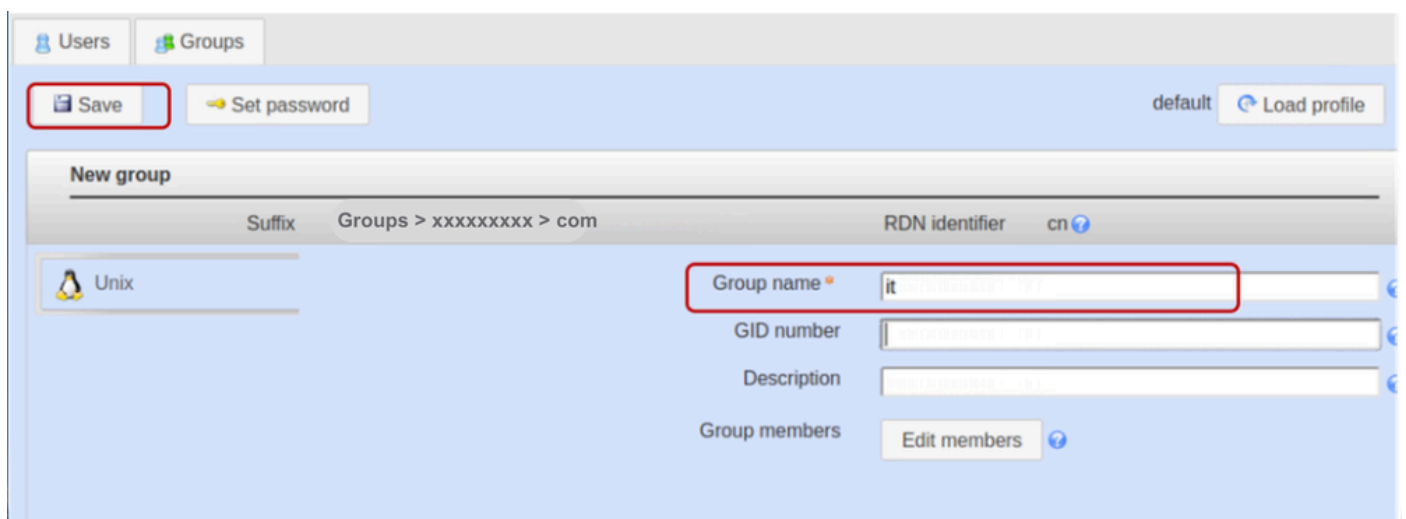 Users Groups
Save Set password default Load profile
New group
Suffix Groups > xxxxxxxxx > com RDN identifier cn
Unix Group name * it
GID number
Description
Group members Edit members